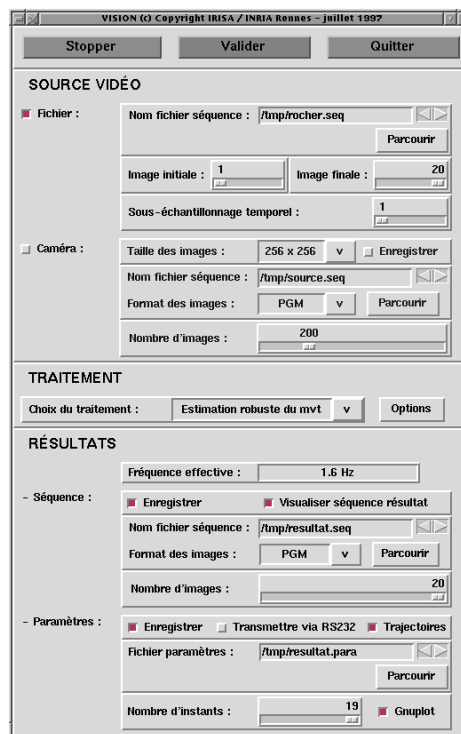 VISION (c) Copyright IRISA / INRIA Rennes - juillet 1997
Stopper Valider Quitter
SOURCE VIDÉO
Fichier : Nom fichier séquence : /tmp/rocher.seq
Parcourir
Image initiale : 1 Image finale : 20
Sous-échantillonnage temporel : 1
Caméra : Taille des images : 256 x 256 v Enregistrer
Nom fichier séquence : /tmp/source.seq
Format des images : PGM v Parcourir
Nombre d'images : 200
TRAITEMENT
Choix du traitement : Estimation robuste du mvt v Options
RÉSULTATS
Fréquence effective : 1.6 Hz
- Séquence : Enregistrer Visualiser séquence résultat
Nom fichier séquence : /tmp/resultat.seq
Format des images : PGM v Parcourir
Nombre d'images : 20
- Paramètres : Enregistrer Transmettre via RS232 Trajectoires
Fichier paramètres : /tmp/resultat.para
Parcourir
Nombre d'instants : 19 Gnuplot